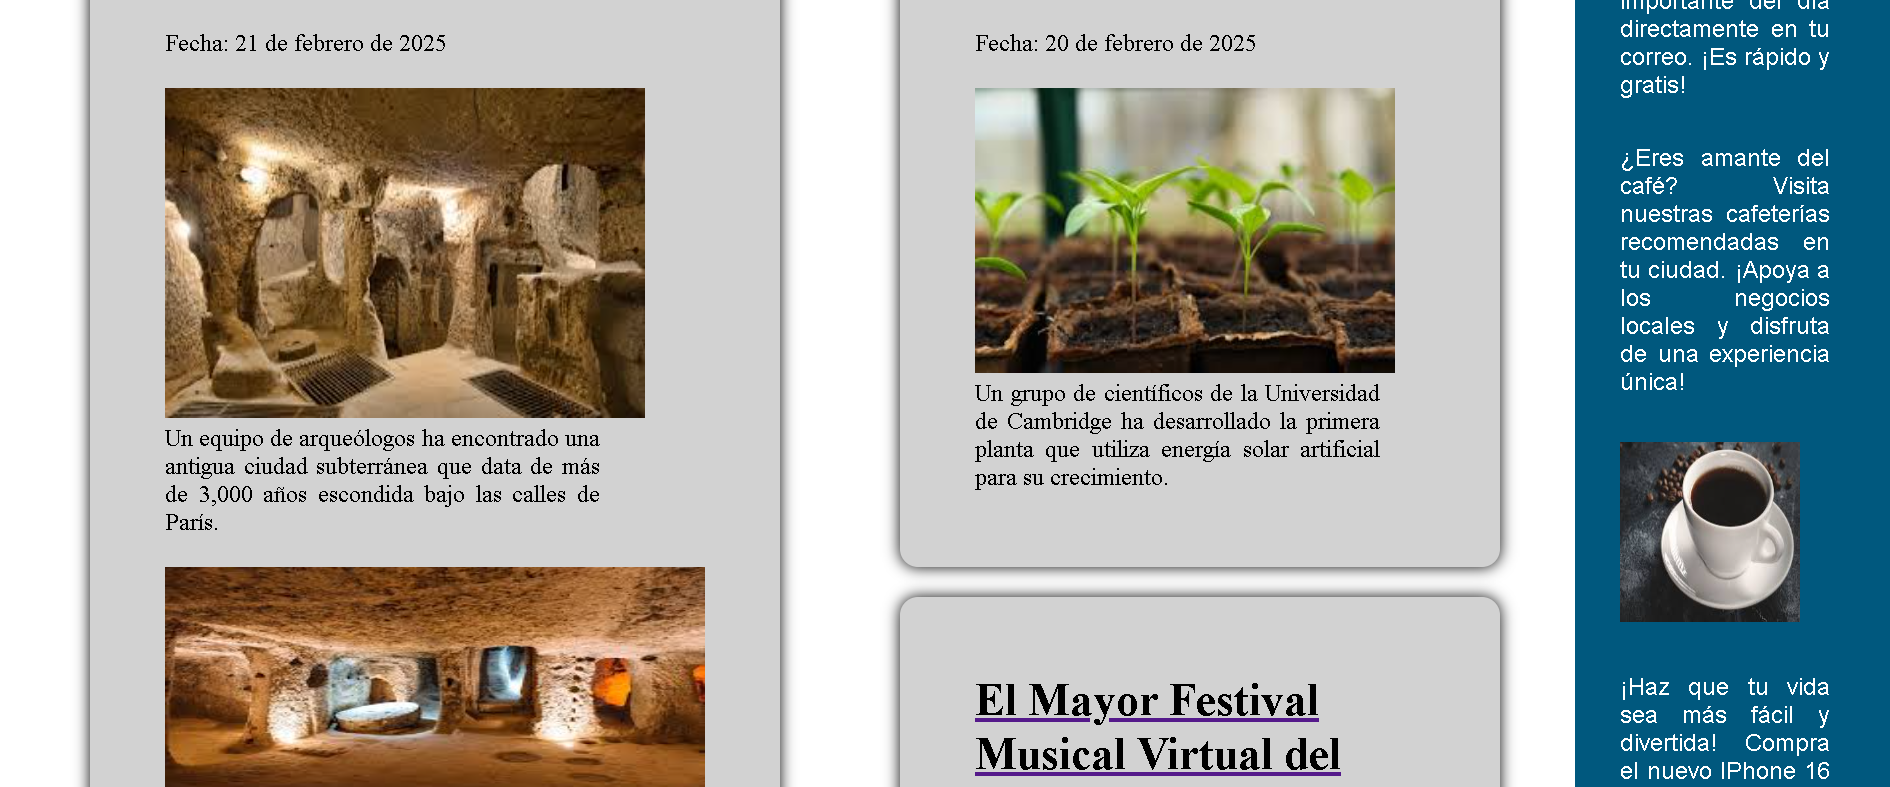 Fecha: 21 de febrero de 2025
Un equipo de arqueólogos ha encontrado una
antigua ciudad subterránea que data de más
de 3,000 años escondida bajo las calles de
París.
Fecha: 20 de febrero de 2025
Un grupo de científicos de la Universidad
de Cambridge ha desarrollado la primera
planta que utiliza energía solar artificial
para su crecimiento.
El Mayor Festival
Musical Virtual del
importante del día
directamente en tu
correo. ¡Es rápido y
gratis!
¿Eres amante del
café? Visita
nuestras cafeterías
recomendadas en
tu ciudad. ¡Apoya a
los negocios
locales y disfruta
de una experiencia
única!
¡Haz que tu vida
sea más fácil y
divertida! Compra
el nuevo IPhone 16